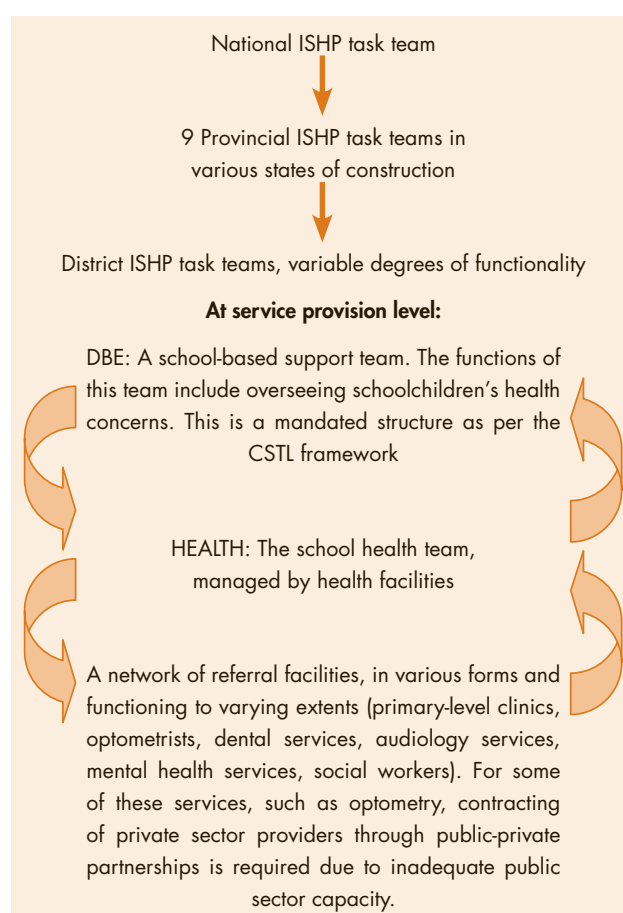 National ISHP task team
9 Provincial ISHP task teams in
various states of construction
District ISHP task teams, variable degrees of functionality
At service provision level:
DBE: A school-based support team. The functions of
this team include overseeing schoolchildren’s health
concerns. This is a mandated structure as per the
CSTL framework
HEALTH: The school health team,
managed by health facilities
A network of referral facilities, in various forms and
functioning to varying extents (primary-level clinics,
optometrists, dental services, audiology services,
mental health services, social workers). For some
of these services, such as optometry, contracting
of private sector providers through public-private
partnerships is required due to inadequate public
sector capacity.